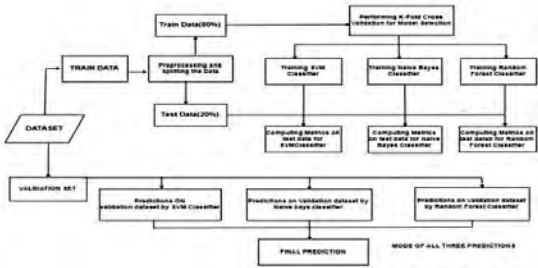 Train Data(80%)
Performing K-Fold Cross
Validation for Model Selection
TRAIN DATA
Preprocessing and
splitting the Data
Training SVM
Classifier
Training Naive Bayes
Classifier
Training Random
Forest Classifier
Test Data(20%)
DATASET
Computing Metrics on
test data for
SVMClassifier
Computing Metrics on
test data for Naive
Bayes Classifier
Computing Metrics on
test datab for Random
Forest Classifier
VALIDATION SET
Predictions ON
validation dataset by SVM Classifier
Predictions on Validation dataset by
Naive bays classifier
Predictions on validation dataset
by Random Forest Classifier
FINAL PREDICTION
MODE OF ALL THREE PREDICTIONS